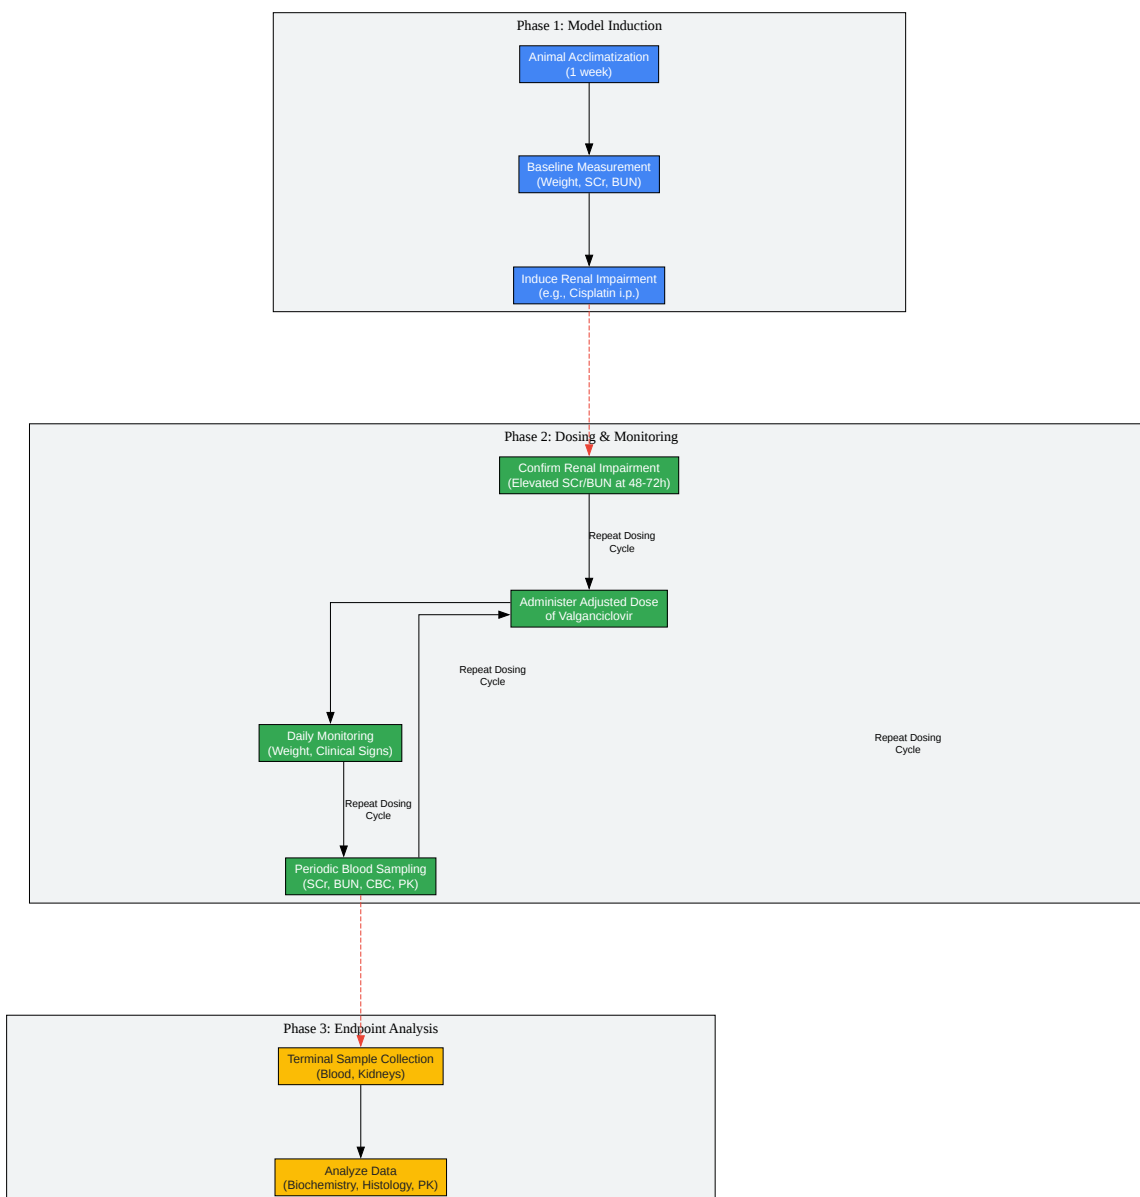 Phase 1: Model Induction
Animal Acclimatization
(1 week)
Baseline Measurement
(Weight, SCr, BUN)
Induce Renal Impairment
(e.g., Cisplatin i.p.)
Phase 2: Dosing & Monitoring
Confirm Renal Impairment
(Elevated SCr/BUN at 48-72h)
Repeat Dosing
Cycle
Administer Adjusted Dose
of Valganciclovir
Repeat Dosing
Cycle
Daily Monitoring
(Weight, Clinical Signs)
Repeat Dosing
Cycle
Repeat Dosing
Cycle
Periodic Blood Sampling
(SCr, BUN, CBC, PK)
Phase 3: Endpoint Analysis
Terminal Sample Collection
(Blood, Kidneys)
Analyze Data
(Biochemistry, Histology, PK)